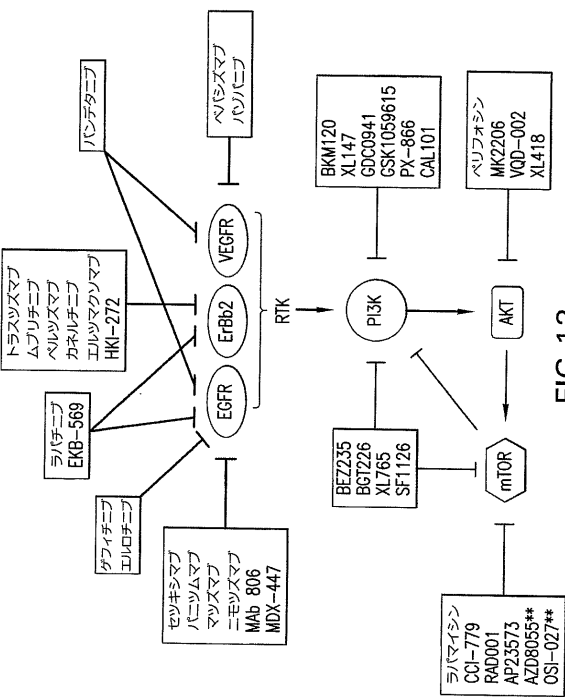 ゲフィチニブ
エルロチニブ
ラパチニブ
EKB-569
トラスツズマブ
ムブリチニブ
ペルツズマブ
カネルチニブ
エルツマクソマブ
HKI-272
バンデタニブ
セツキシマブ
パニツムマブ
マツズマブ
ニモツズマブ
MAb 806
MDX-447
EGFR
ErBb2
VEGFR
ベバシズマブ
パゾパニブ
RTK
BEZ235
BGT226
XL765
SF1126
PI3K
BKM120
XL147
GDC0941
GSK1059615
PX-866
CAL101
ラパマイシン
CCI-779
RAD001
AP23573
AZD8055**
OSI-027**
mTOR
AKT
ペリフォシン
MK2206
VQD-002
XL418